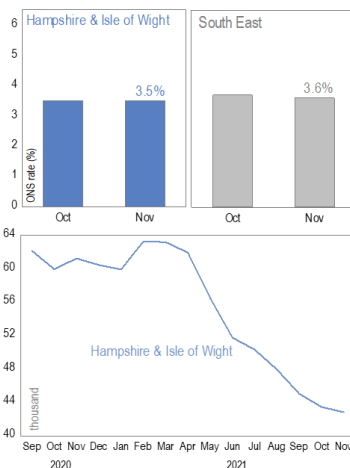 Hampshire & Isle of Wight
South East
6
5
4
3
2
1
0
ONS rate (%)
3.5%
3.6%
Oct Nov
Oct Nov
64
60
56
52
48
44
40
thousand
Hampshire & Isle of Wight
Sep Oct Nov Dec Jan Feb Mar Apr May Jun Jul Aug Sep Oct Nov
2020 2021